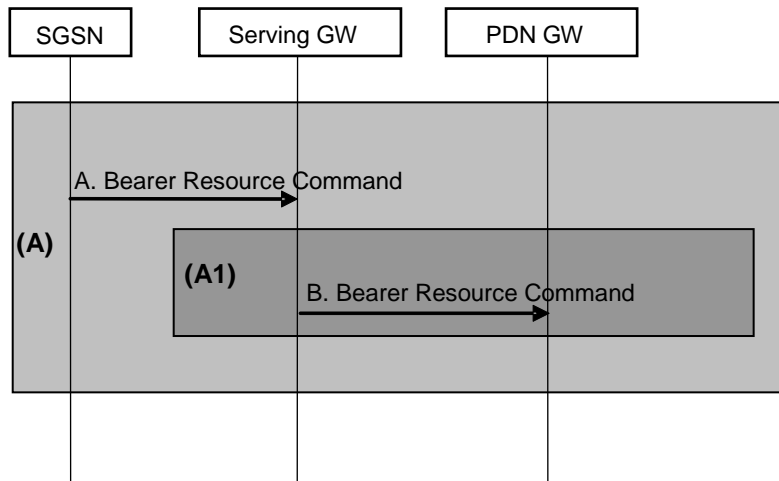 SGSN
Serving GW
PDN GW
A. Bearer Resource Command
(A)
(A1)
B. Bearer Resource Command